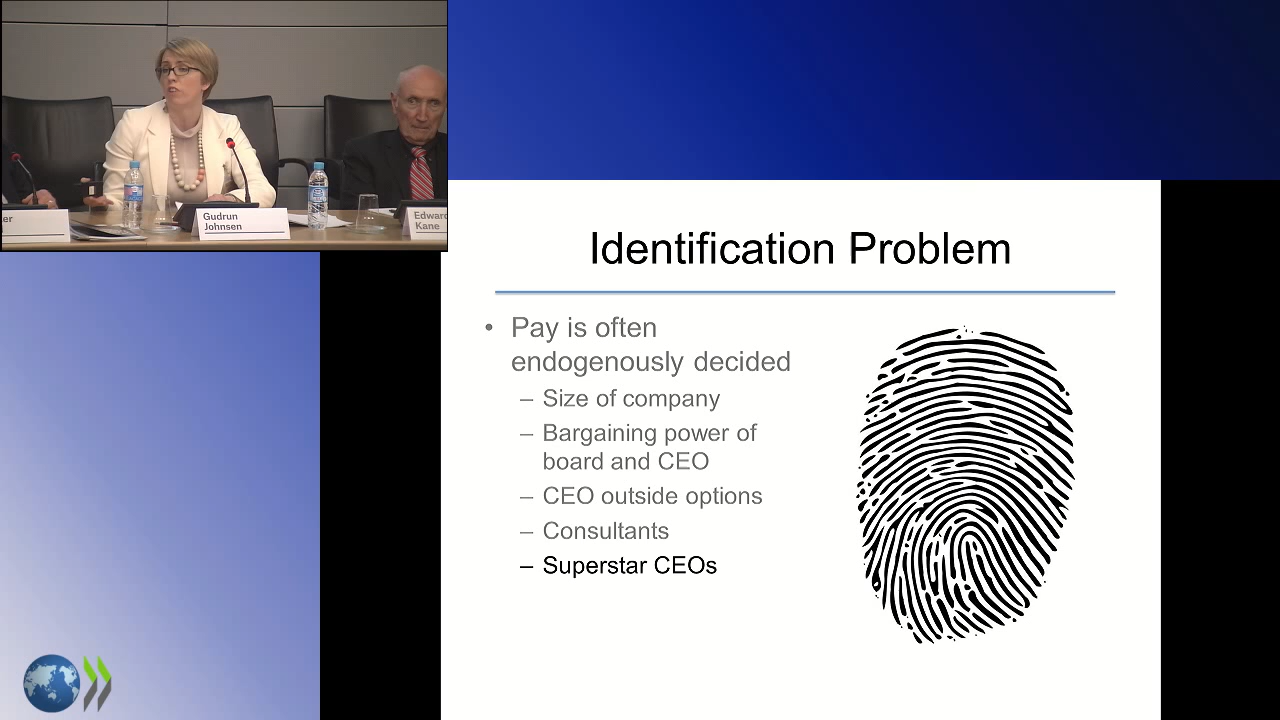 er
Gudrun
Johnsen
Edward
Kane
Identification Problem
• Pay is often
endogenously decided
– Size of company
– Bargaining power of
board and CEO
– CEO outside options
– Consultants
– Superstar CEOs